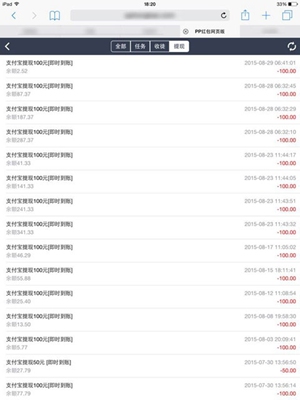 iPad
18:20
PP红包网页版
全部 任务 收徒 提现
支付宝提现100元[即时到账] 2015-08-29 06:41:01
余额2.52 -100.00
支付宝提现100元[即时到账] 2015-08-28 06:32:45
余额87.37 -100.00
支付宝提现100元[即时到账] 2015-08-28 06:32:29
余额187.37 -100.00
支付宝提现100元[即时到账] 2015-08-28 06:32:10
余额287.37 -100.00
支付宝提现100元[即时到账] 2015-08-23 11:44:17
余额41.33 -100.00
支付宝提现100元[即时到账] 2015-08-23 11:44:05
余额141.33 -100.00
支付宝提现100元[即时到账] 2015-08-23 11:43:51
余额241.33 -100.00
支付宝提现100元[即时到账] 2015-08-23 11:43:32
余额341.33 -100.00
支付宝提现100元[即时到账] 2015-08-17 11:05:02
余额46.29 -100.00
支付宝提现100元[即时到账] 2015-08-15 18:11:41
余额55.88 -100.00
支付宝提现100元[即时到账] 2015-08-12 11:08:54
余额25.40 -100.00
支付宝提现100元[即时到账] 2015-08-08 19:58:30
余额13.50 -100.00
支付宝提现100元[即时到账] 2015-08-03 20:09:41
余额5.77 -100.00
支付宝提现50元 [即时到账] 2015-07-30 13:56:50
余额27.79 -50.00
支付宝提现100元[即时到账] 2015-07-30 13:56:14
余额77.79 -100.00